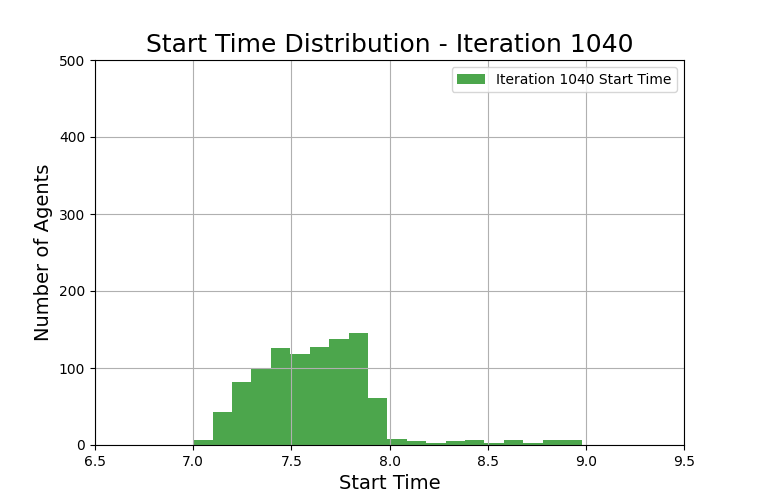 Start Time Distribution - Iteration 1040
Iteration 1040 Start Time
500
400
300
200
100
0
Number of Agents
6.5 7.0 7.5 8.0 8.5 9.0 9.5
Start Time